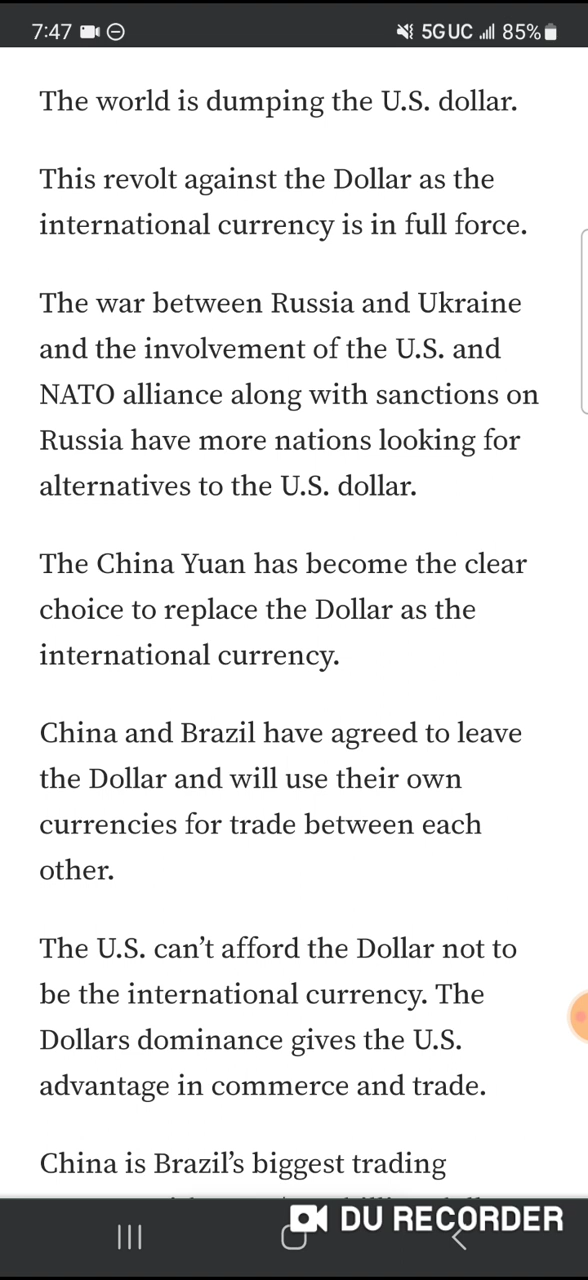 7:47 5G UC 85%
The world is dumping the U.S. dollar.
This revolt against the Dollar as the
international currency is in full force.
The war between Russia and Ukraine
and the involvement of the U.S. and
NATO alliance along with sanctions on
Russia have more nations looking for
alternatives to the U.S. dollar.
The China Yuan has become the clear
choice to replace the Dollar as the
international currency.
China and Brazil have agreed to leave
the Dollar and will use their own
currencies for trade between each
other.
The U.S. can’t afford the Dollar not to
be the international currency. The
Dollars dominance gives the U.S.
advantage in commerce and trade.
China is Brazil’s biggest trading
DU RECORDER